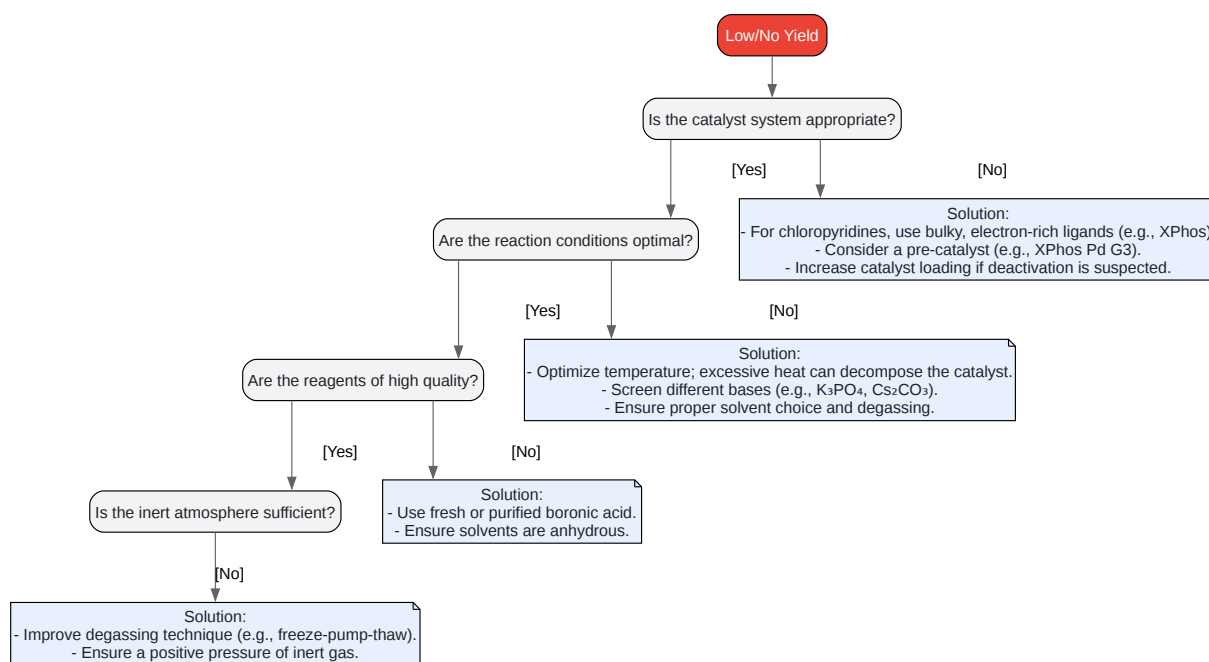 Low/No Yield
Is the catalyst system appropriate?
[Yes]
[No]
Solution:
- For chloropyridines, use bulky, electron-rich ligands (e.g., XPhos)
- Consider a pre-catalyst (e.g., XPhos Pd G3).
- Increase catalyst loading if deactivation is suspected.
Are the reaction conditions optimal?
[Yes]
[No]
Solution:
- Optimize temperature; excessive heat can decompose the catalyst.
- Screen different bases (e.g., K₃PO₄, Cs₂CO₃).
- Ensure proper solvent choice and degassing.
Are the reagents of high quality?
[Yes]
[No]
Solution:
- Use fresh or purified boronic acid.
- Ensure solvents are anhydrous.
Is the inert atmosphere sufficient?
[No]
Solution:
- Improve degassing technique (e.g., freeze-pump-thaw).
- Ensure a positive pressure of inert gas.